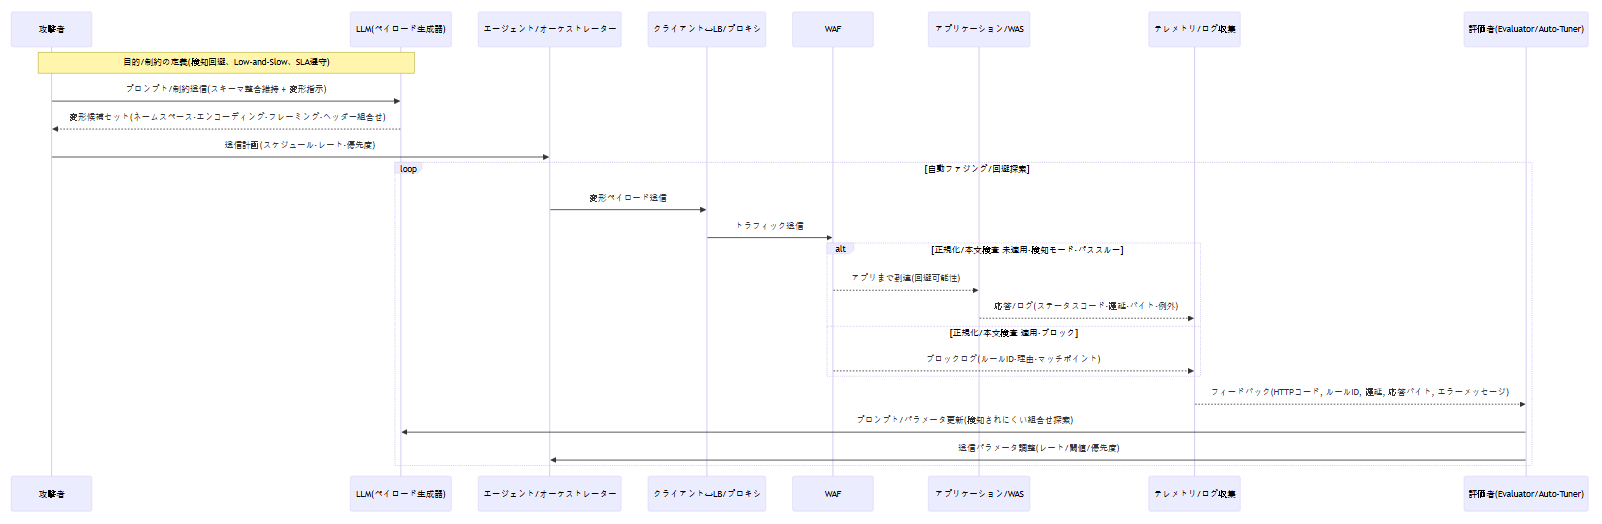 攻撃者
LLM(ペイロード生成器)
エージェント/オーケストレーター
クライアント↔LB/プロキシ
WAF
アプリケーション/WAS
テレメトリ/ログ収集
評価者(Evaluator/Auto-Tuner)
目的/制約の定義(検知回避、Low-and-Slow、SLA遵守)
プロンプト/制約送信(スキーマ整合維持 + 変形指示)
変形候補セット(ネームスペース・エンコーディング・フレーミング・ヘッダー組合せ)
送信計画(スケジュール・レート・優先度)
loop
[自動ファジング/回避探索]
変形ペイロード送信
トラフィック送信
alt
[正規化/本文検査 未適用・検知モード・パススルー]
アプリまで到達(回避可能性)
応答/ログ(ステータスコード・遅延・バイト・例外)
[正規化/本文検査 適用・ブロック]
ブロックログ(ルールID・理由・マッチポイント)
フィードバック(HTTPコード, ルールID, 遅延, 応答バイト, エラーメッセージ)
プロンプト/パラメータ更新(検知されにくい組合せ探索)
送信パラメータ調整(レート/閾値/優先度)
攻撃者
LLM(ペイロード生成器)
エージェント/オーケストレーター
クライアント↔LB/プロキシ
WAF
アプリケーション/WAS
テレメトリ/ログ収集
評価者(Evaluator/Auto-Tuner)